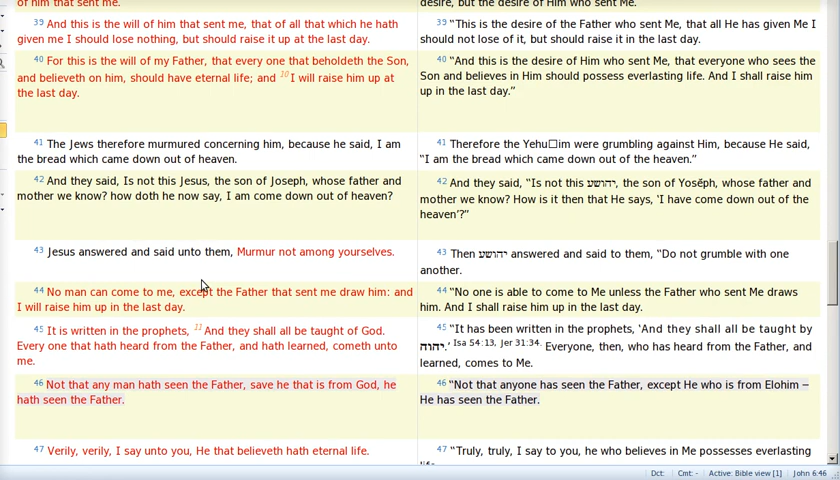 of him that sent me.
39 And this is the will of him that sent me, that of all that which he hath
given me I should lose nothing, but should raise it up at the last day.
40 For this is the will of my Father, that every one that beholdeth the Son,
and believeth on him, should have eternal life; and 10 I will raise him up at
the last day.
41 The Jews therefore murmured concerning him, because he said, I am
the bread which came down out of heaven.
42 And they said, Is not this Jesus, the son of Joseph, whose father and
mother we know? how doth he now say, I am come down out of heaven?
43 Jesus answered and said unto them, Murmur not among yourselves.
44 No man can come to me, except the Father that sent me draw him: and
I will raise him up in the last day.
45 It is written in the prophets, 11 And they shall all be taught of God.
Every one that hath heard from the Father, and hath learned, cometh unto
me.
46 Not that any man hath seen the Father, save he that is from God, he
hath seen the Father.
47 Verily, verily, I say unto you, He that believeth hath eternal life.
desire, but the desire of Him who sent Me.
39 “This is the desire of the Father who sent Me, that all He has given Me I
should not lose of it, but should raise it in the last day.
40 “And this is the desire of Him who sent Me, that everyone who sees the
Son and believes in Him should possess everlasting life. And I shall raise him
up in the last day.”
41 Therefore the Yehu□im were grumbling against Him, because He said,
“I am the bread which came down out of the heaven.”
42 And they said, “Is not this יהושע, the son of Yosĕph, whose father and
mother we know? How is it then that He says, ‘I have come down out of the
heaven’?”
43 Then יהושע answered and said to them, “Do not grumble with one
another.
44 “No one is able to come to Me unless the Father who sent Me draws
him. And I shall raise him up in the last day.
45 “It has been written in the prophets, ‘And they shall all be taught by
יהוה.’ Isa 54:13, Jer 31:34. Everyone, then, who has heard from the Father, and
learned, comes to Me.
46 “Not that anyone has seen the Father, except He who is from Elohim –
He has seen the Father.
47 “Truly, truly, I say to you, he who believes in Me possesses everlasting
life.
Dct: Cmt: - Active: Bible view [1] John 6:46